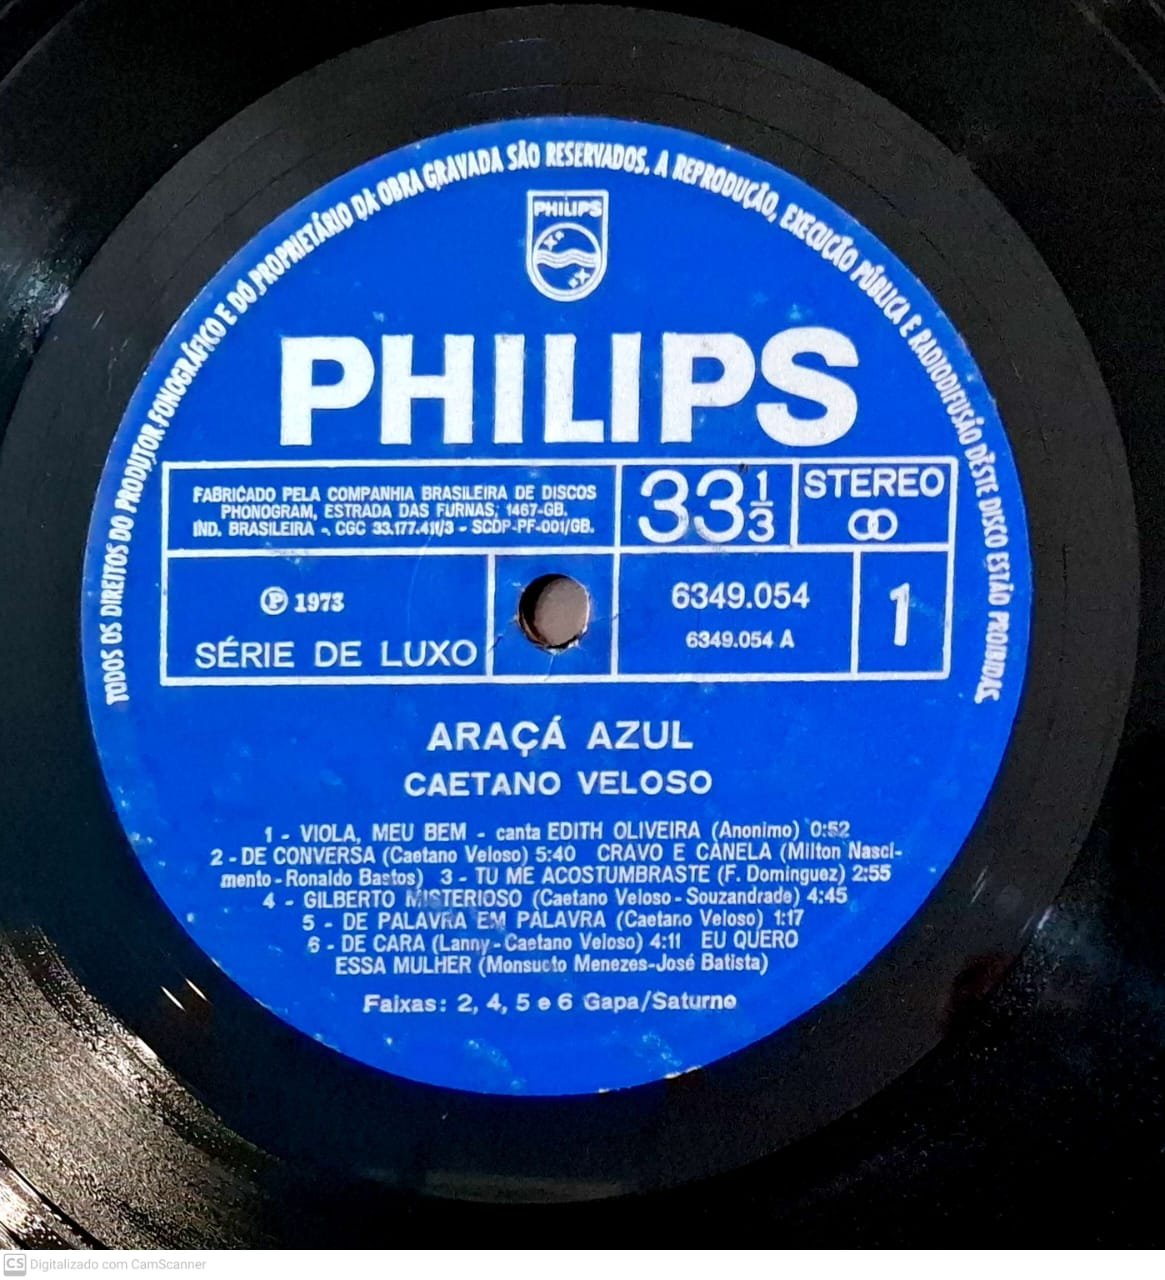 TODOS OS DIREITOS DO PRODUTOR FONOGRÁFICO E DO PROPRIETÁRIO DA OBRA GRAVADA SÃO RESERVADOS. A REPRODUÇÃO, EXECUÇÃO PÚBLICA E RADIODIFUSÃO DÊSTE DISCO ESTÃO PROIBIDAS.
PHILIPS
PHILIPS
FABRICADO PELA COMPANHIA BRASILEIRA DE DISCOS
PHONOGRAM, ESTRADA DAS FURNAS, 1467-GB.
IND. BRASILEIRA - CGC 33.177.411/3 - SCDP-PF-001/GB.
33 1/3
STEREO
℗ 1973
SÉRIE DE LUXO
6349.054
6349.054 A
1
ARAÇÁ AZUL
CAETANO VELOSO
1 - VIOLA, MEU BEM - canta EDITH OLIVEIRA (Anonimo) 0:52
2 - DE CONVERSA (Caetano Veloso) 5:40 CRAVO E CANELA (Milton Nasci-
mento - Ronaldo Bastos) 3 - TU ME ACOSTUMBRASTE (F. Dominguez) 2:55
4 - GILBERTO MISTERIOSO (Caetano Veloso - Souzandrade) 4:45
5 - DE PALAVRA EM PALAVRA (Caetano Veloso) 1:17
6 - DE CARA (Lanny - Caetano Veloso) 4:11 EU QUERO
ESSA MULHER (Monsueto Menezes-José Batista)
Faixas: 2, 4, 5 e 6 Gapa/Saturno
CS Digitalizado com CamScanner